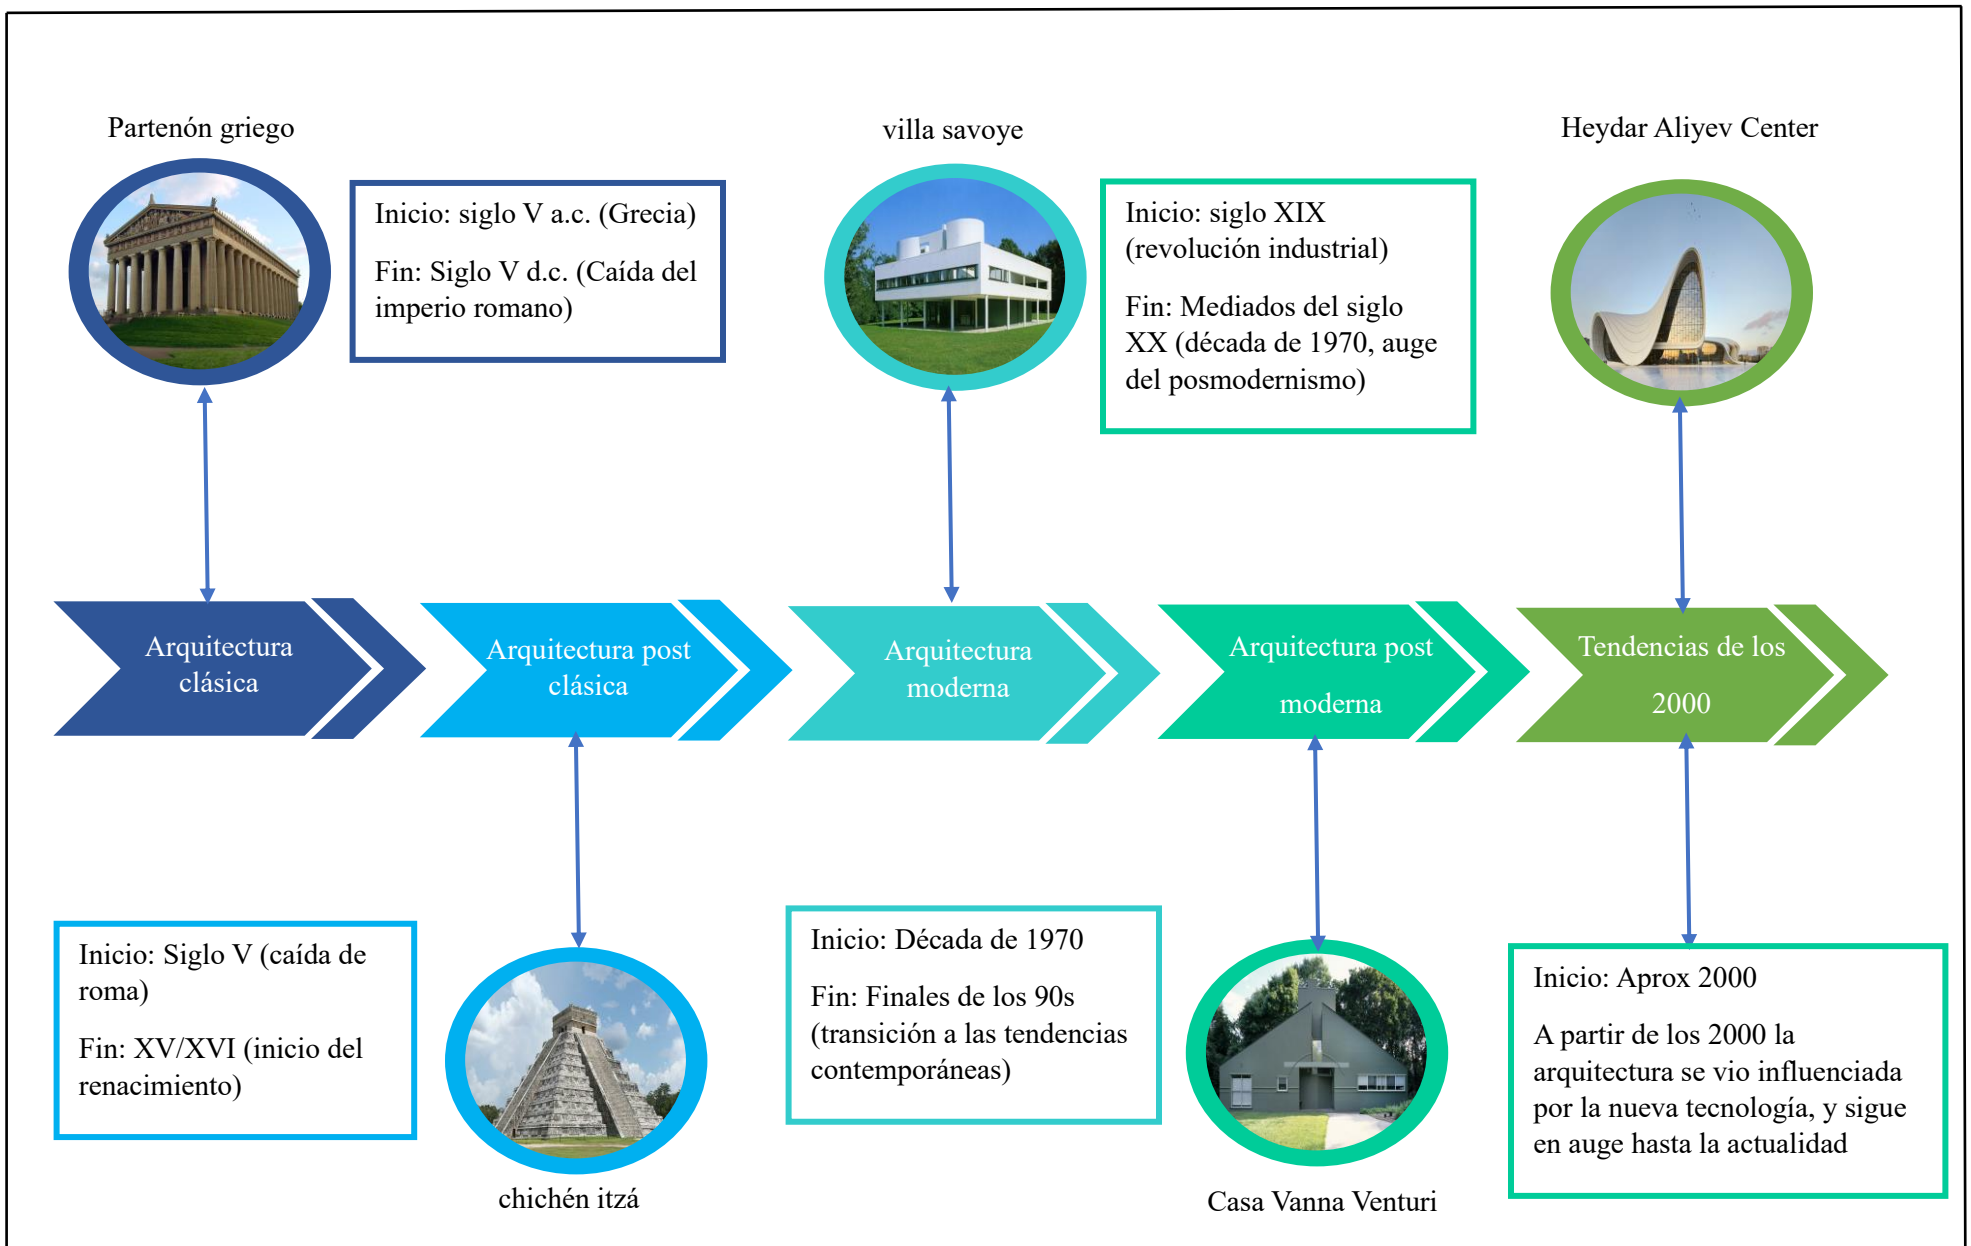 Partenón griego
villa savoye
Heydar Aliyev Center
Inicio: siglo V a.c. (Grecia)
Fin: Siglo V d.c. (Caída del
imperio romano)
Inicio: siglo XIX
(revolución industrial)
Fin: Mediados del siglo
XX (década de 1970, auge
del posmodernismo)
Arquitectura
clásica
Arquitectura post
clásica
Arquitectura
moderna
Arquitectura post
moderna
Tendencias de los
2000
Inicio: Siglo V (caída de
roma)
Fin: XV/XVI (inicio del
renacimiento)
chichén itzá
Inicio: Década de 1970
Fin: Finales de los 90s
(transición a las tendencias
contemporáneas)
Casa Vanna Venturi
Inicio: Aprox 2000
A partir de los 2000 la
arquitectura se vio influenciada
por la nueva tecnología, y sigue
en auge hasta la actualidad